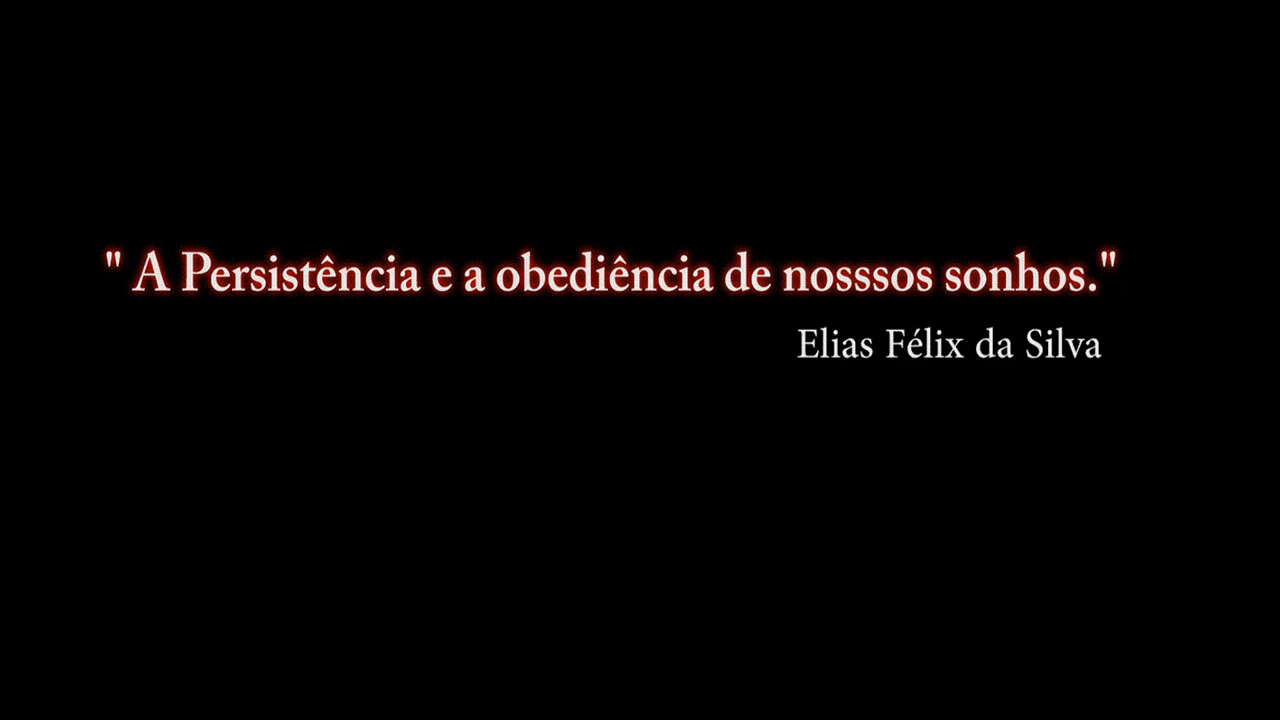 " A Persistência e a obediência de nosssos sonhos."
Elias Félix da Silva